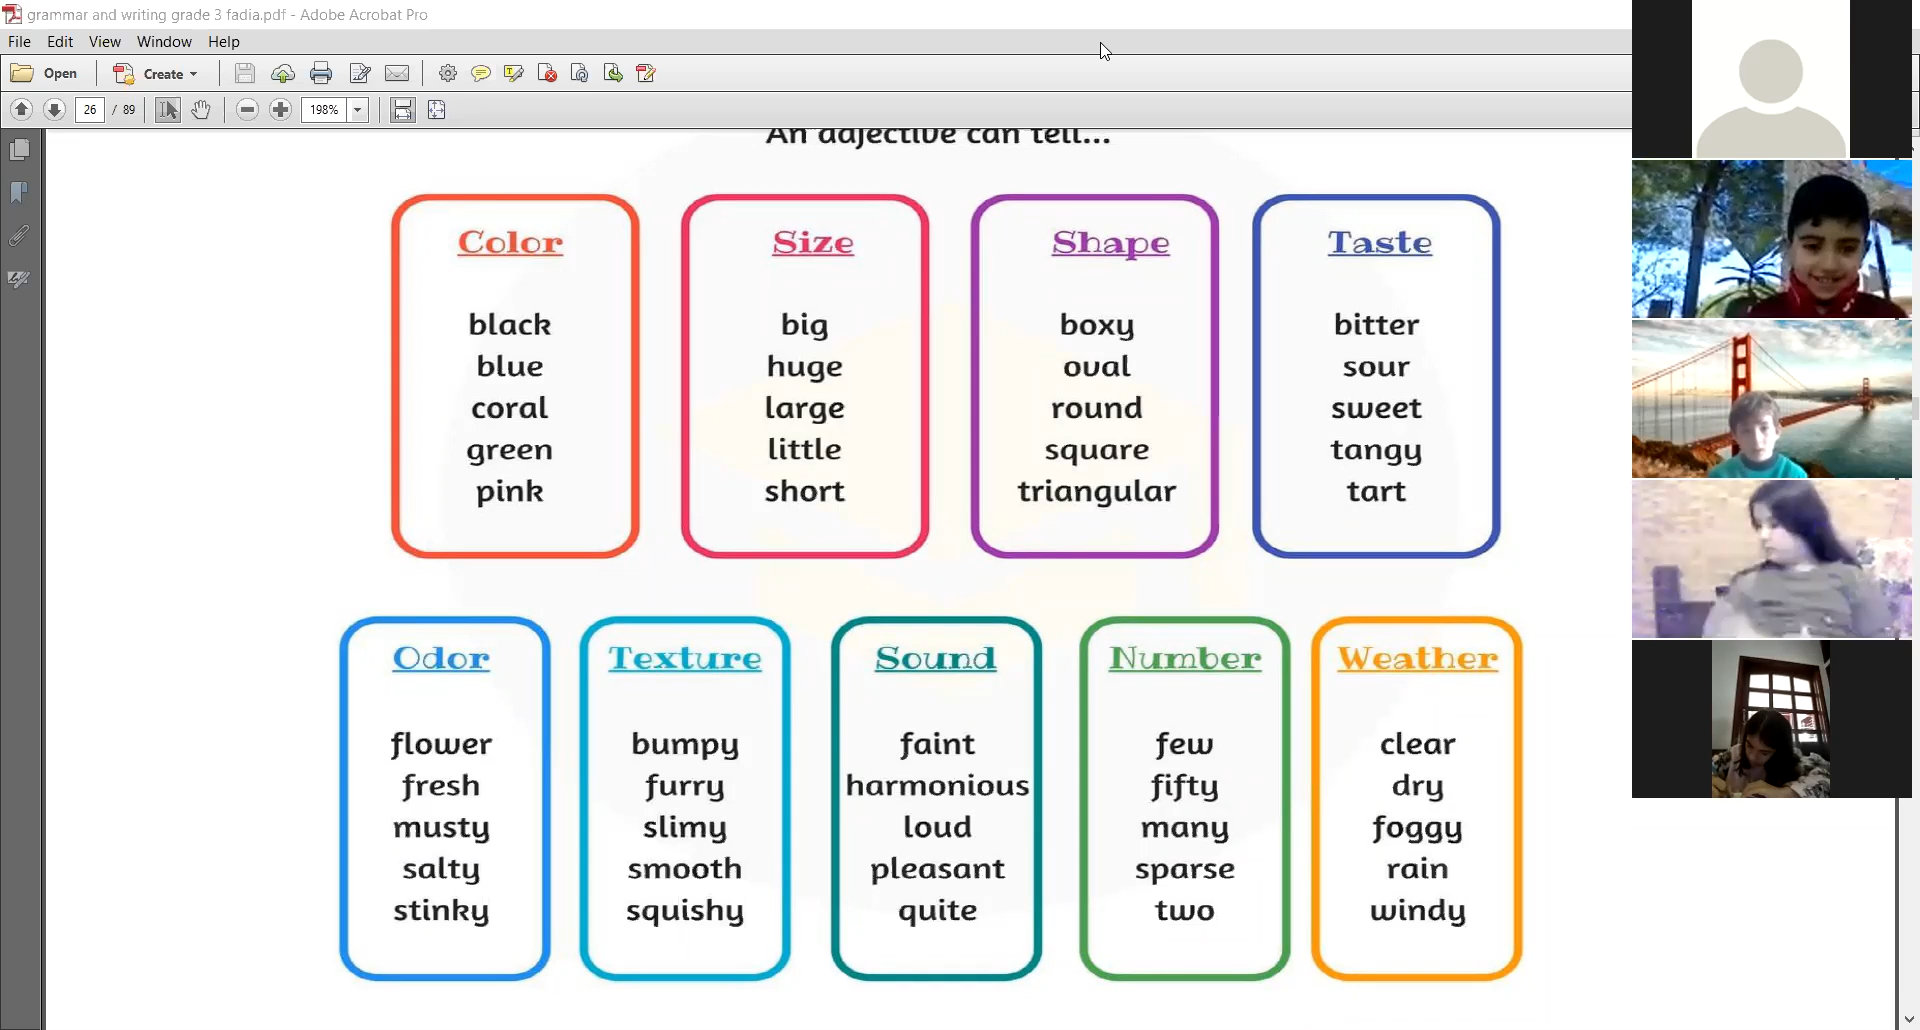 grammar and writing grade 3 fadia.pdf - Adobe Acrobat Pro
File Edit View Window Help
Open Create
26 / 89 198%
An adjective can tell...
Color
black
blue
coral
green
pink
Size
big
huge
large
little
short
Shape
boxy
oval
round
square
triangular
Taste
bitter
sour
sweet
tangy
tart
Odor
flower
fresh
musty
salty
stinky
Texture
bumpy
furry
slimy
smooth
squishy
Sound
faint
harmonious
loud
pleasant
quite
Number
few
fifty
many
sparse
two
Weather
clear
dry
foggy
rain
windy